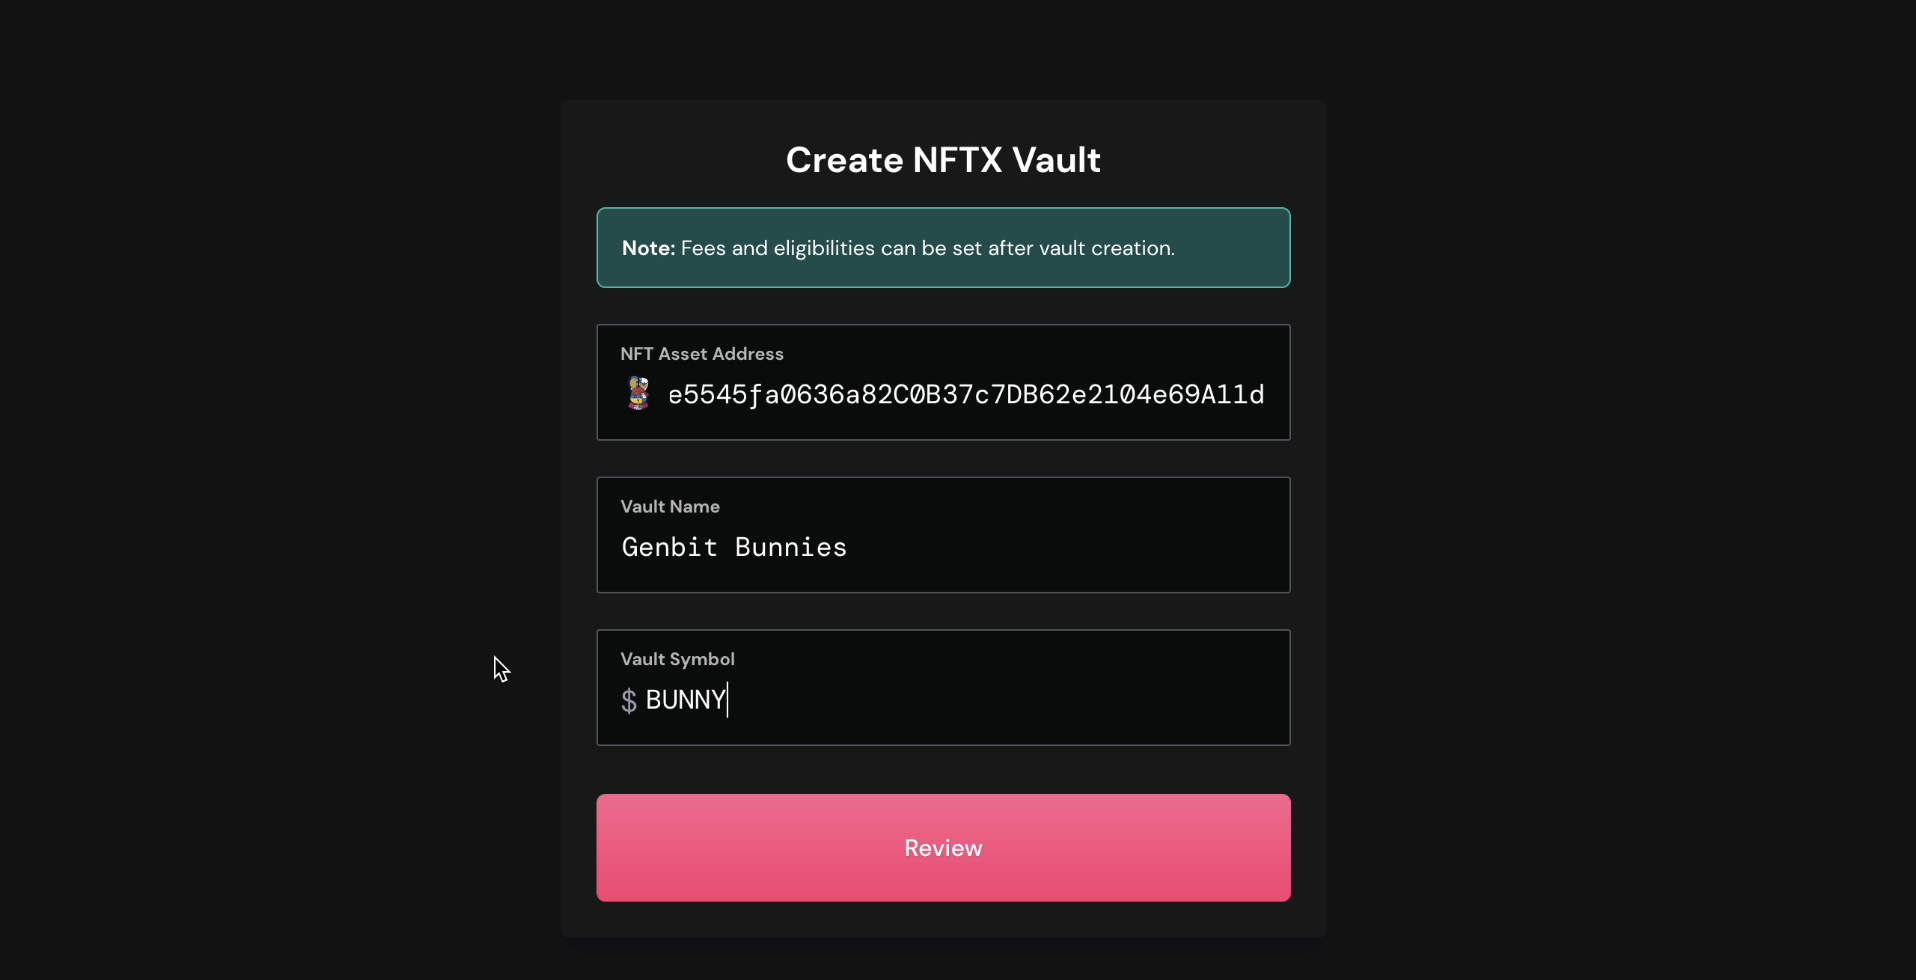 Create NFTX Vault
Note: Fees and eligibilities can be set after vault creation.
NFT Asset Address
e5545fa0636a82C0B37c7DB62e2104e69A11d
Vault Name
Genbit Bunnies
Vault Symbol
$ BUNNY
Review